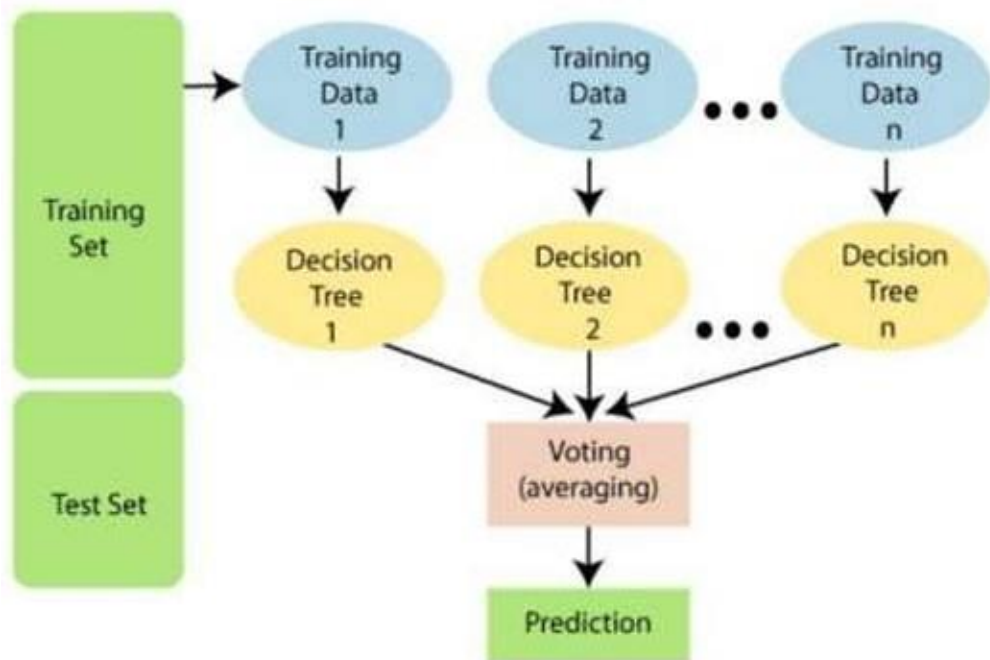 Training
Set
Test Set
Training
Data
1
Training
Data
2
Training
Data
n
Decision
Tree
1
Decision
Tree
2
Decision
Tree
n
Voting
(averaging)
Prediction